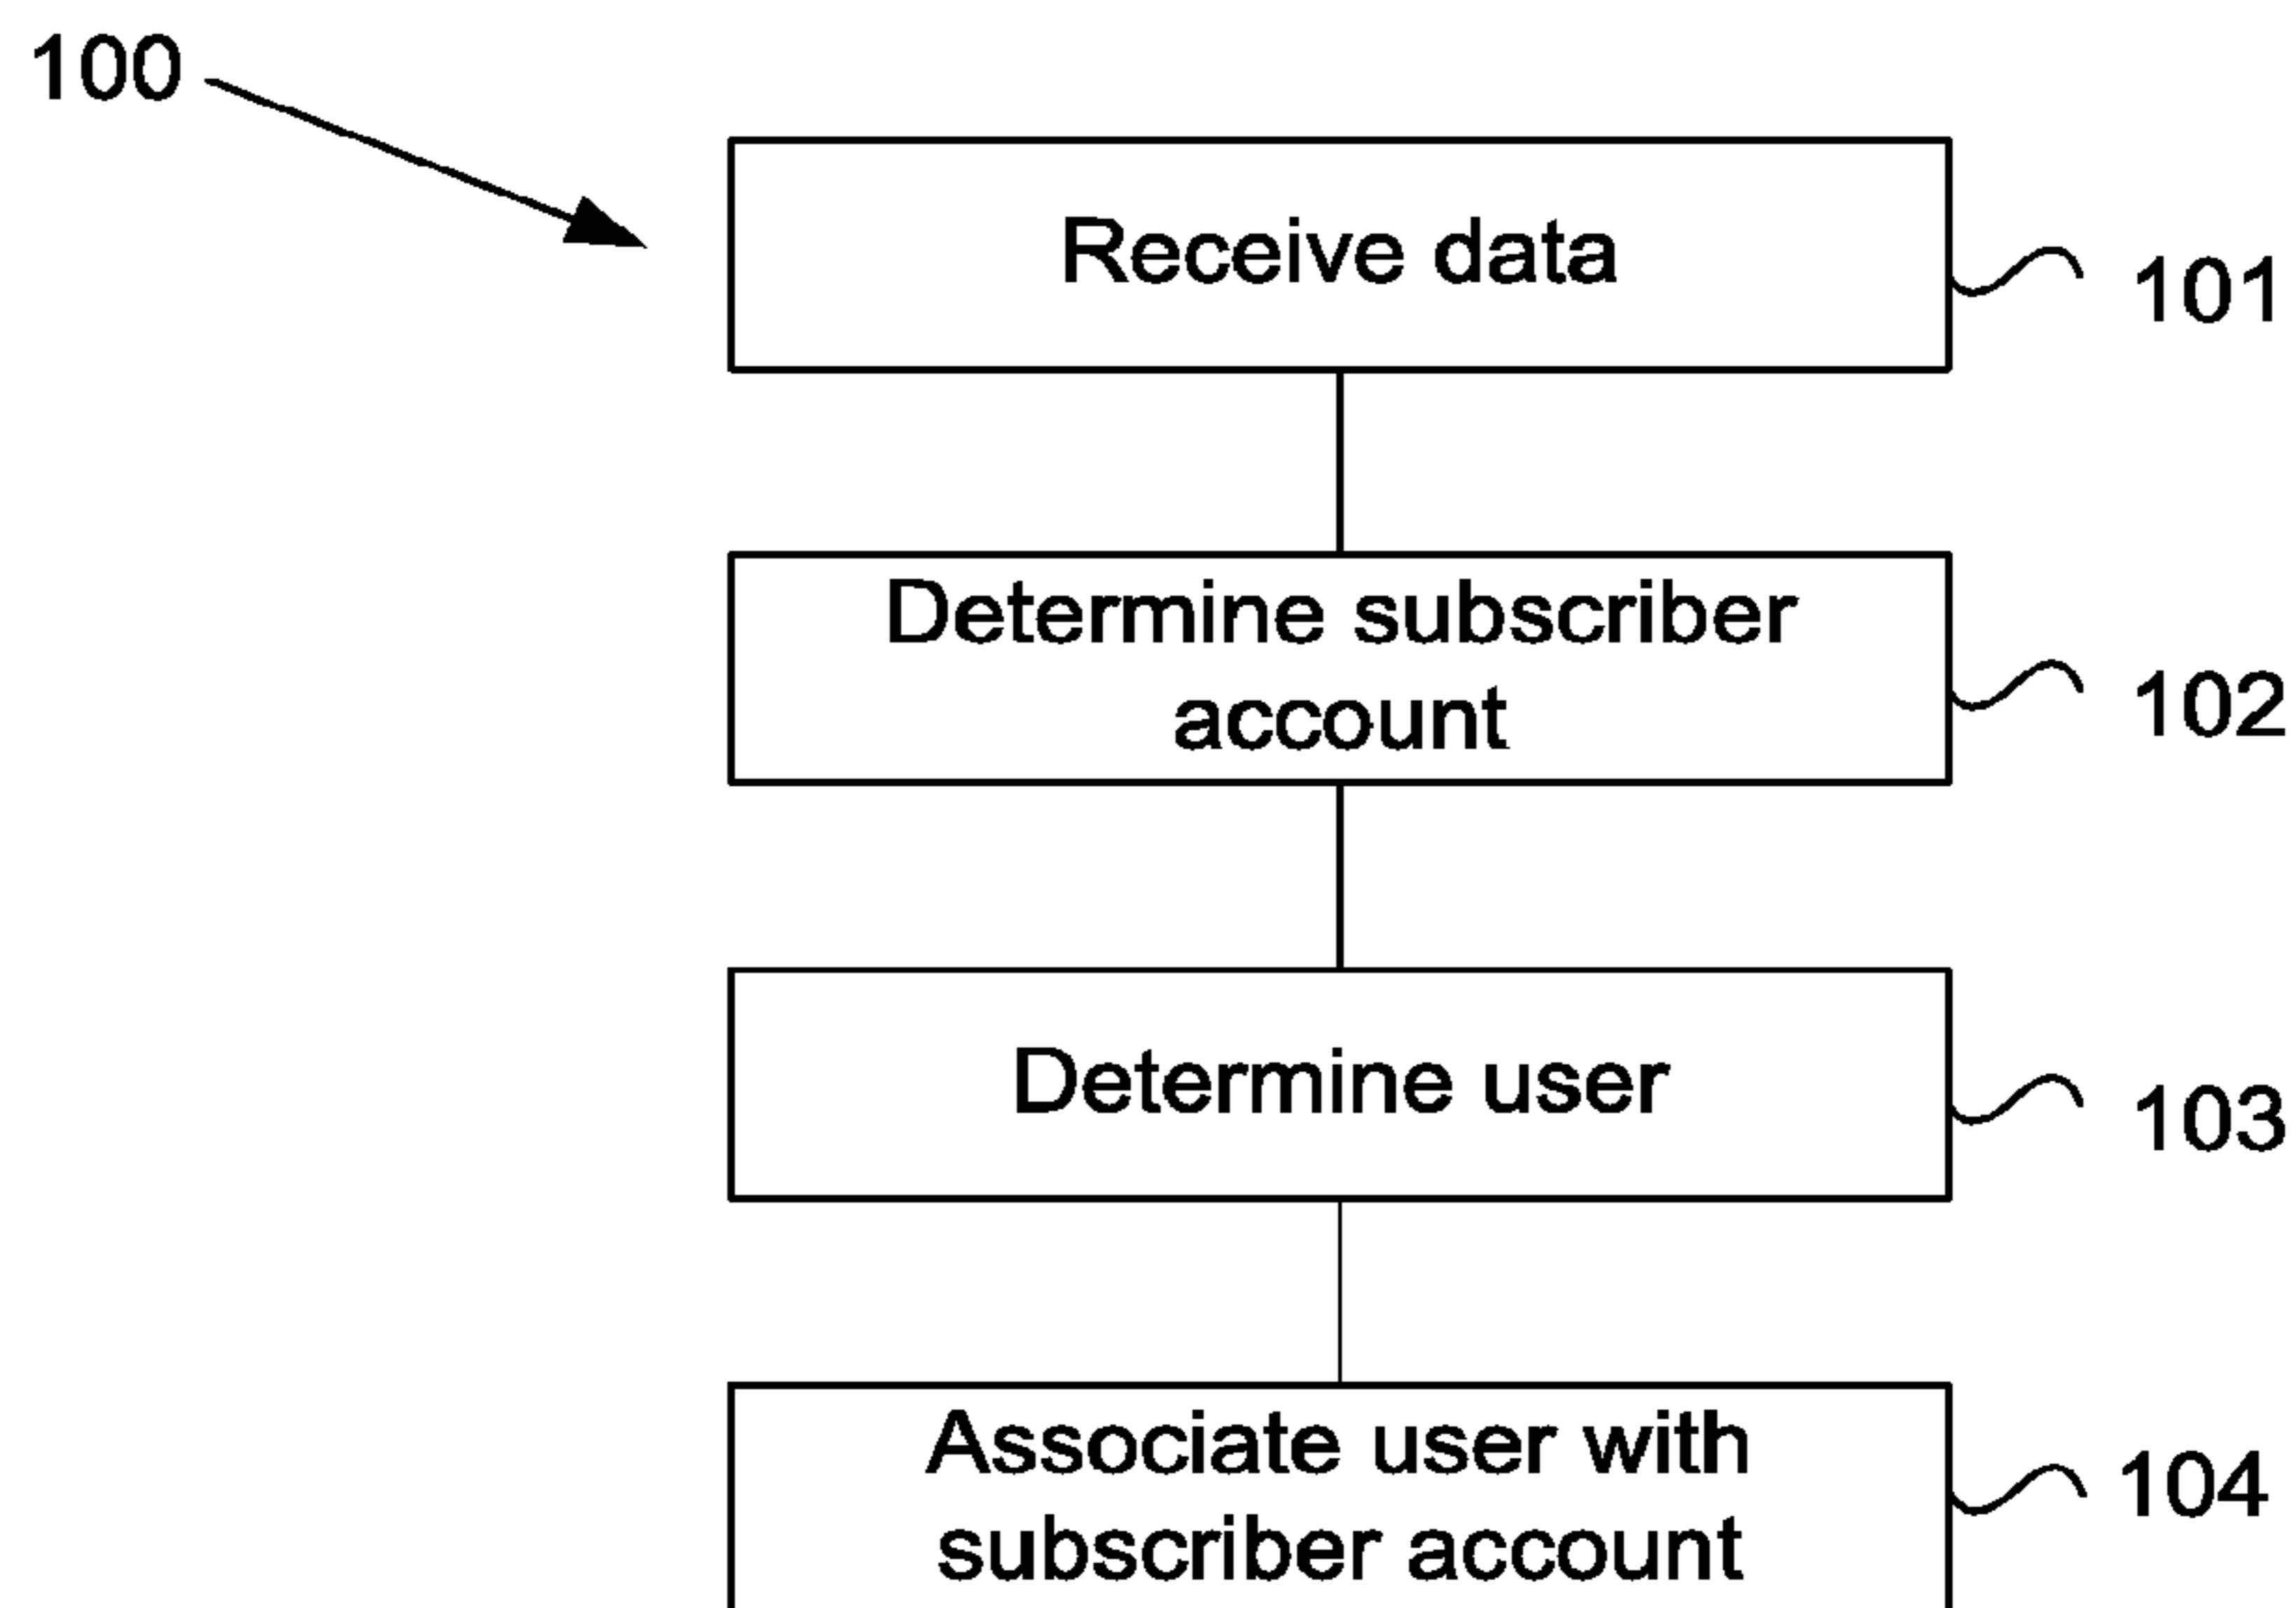 100
Receive data
101
Determine subscriber
account
102
Determine user
103
Associate user with
subscriber account
104